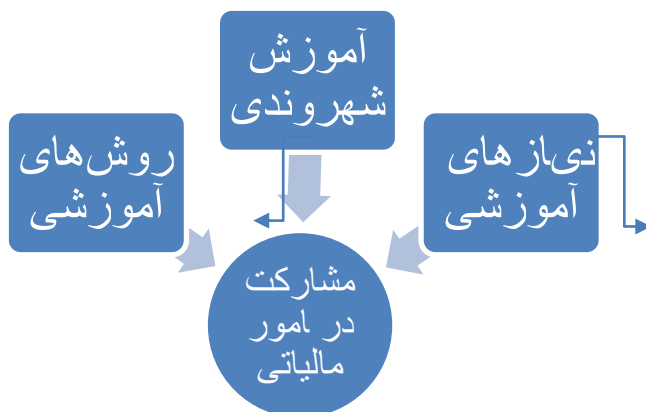 آموزش
شهروندی
نیازهای
آموزشی
روش‌های
آموزشی
مشارکت
در امور
مالیاتی